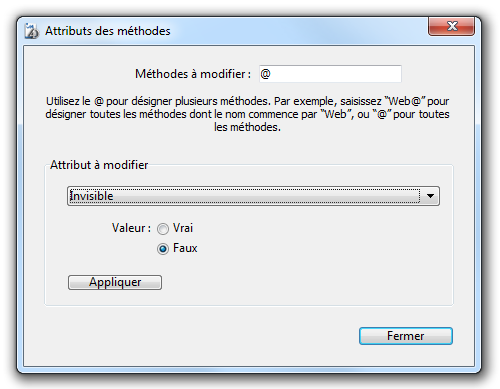 Attributs des méthodes
Méthodes à modifier : @
Utilisez le @ pour désigner plusieurs méthodes. Par exemple, saisissez “Web@” pour
désigner toutes les méthodes dont le nom commence par “Web”, ou “@” pour toutes
les méthodes.
Attribut à modifier
Invisible
Valeur : Vrai
Faux
Appliquer
Fermer